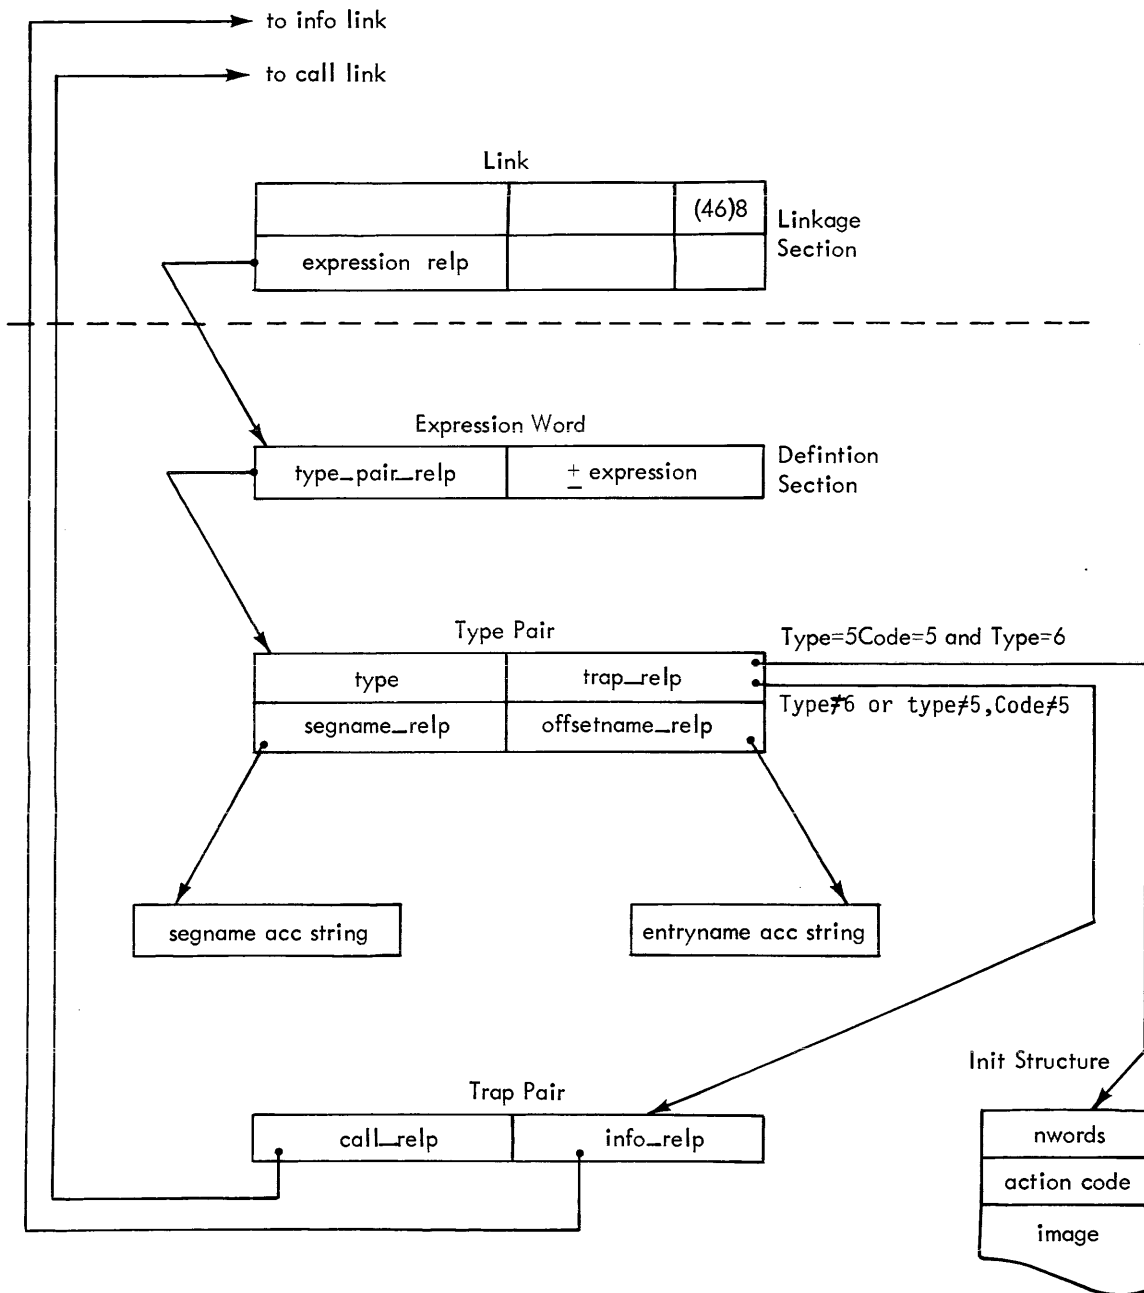 to info link
to call link
Link
(46)8
Linkage
Section
expression relp
Expression Word
type_pair_relp
± expression
Defintion
Section
Type Pair
Type=5Code=5 and Type=6
type
trap_relp
Type≠6 or type≠5,Code≠5
segname_relp
offsetname_relp
segname acc string
entryname acc string
Init Structure
Trap Pair
call_relp
info_relp
nwords
action code
image